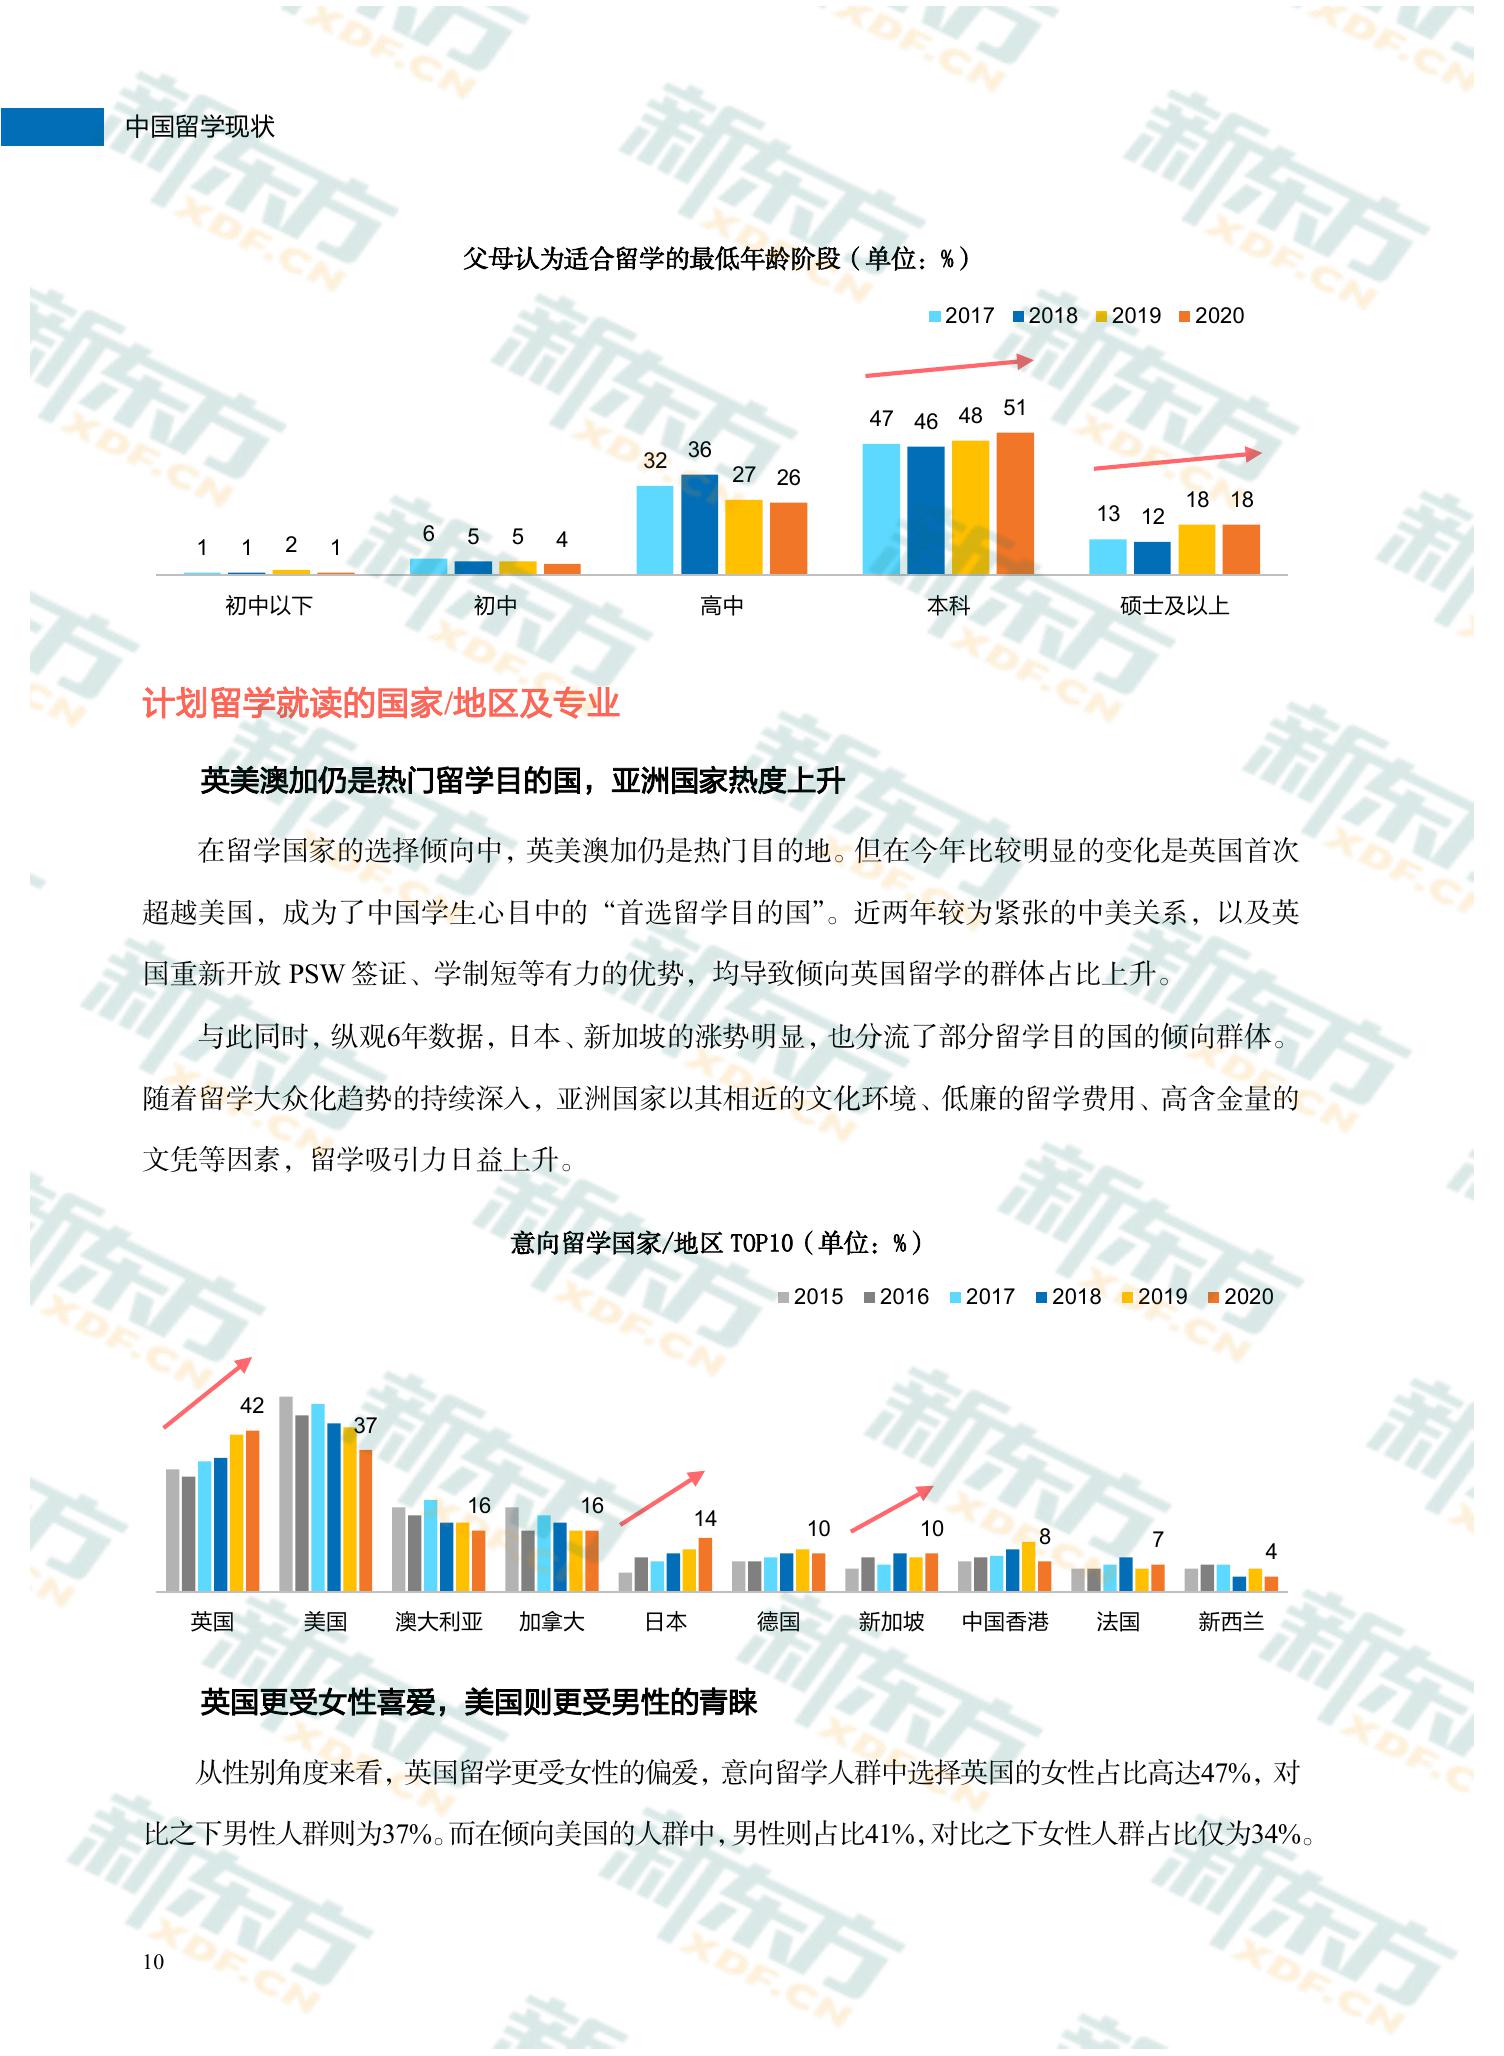 中国留学现状
父母认为适合留学的最低年龄阶段（单位：%）
2017 2018 2019 2020
47 46 48 51
32 36 27 26
13 12 18 18
1 1 2 1
6 5 5 4
初中以下 初中 高中 本科 硕士及以上
计划留学就读的国家/地区及专业
英美澳加仍是热门留学目的国，亚洲国家热度上升
在留学国家的选择倾向中，英美澳加仍是热门目的地。但在今年比较明显的变化是英国首次
超越美国，成为了中国学生心目中的“首选留学目的国”。近两年较为紧张的中美关系，以及英
国重新开放 PSW 签证、学制短等有力的优势，均导致倾向英国留学的群体占比上升。
与此同时，纵观6年数据，日本、新加坡的涨势明显，也分流了部分留学目的国的倾向群体。
随着留学大众化趋势的持续深入，亚洲国家以其相近的文化环境、低廉的留学费用、高含金量的
文凭等因素，留学吸引力日益上升。
意向留学国家/地区 TOP10（单位：%）
2015 2016 2017 2018 2019 2020
42 37 16 16 14 10 10 8 7 4
英国 美国 澳大利亚 加拿大 日本 德国 新加坡 中国香港 法国 新西兰
英国更受女性喜爱，美国则更受男性的青睐
从性别角度来看，英国留学更受女性的偏爱，意向留学人群中选择英国的女性占比高达47%，对
比之下男性人群则为37%。而在倾向美国的人群中，男性则占比41%，对比之下女性人群占比仅为34%。
10
新东方
XDF.CN